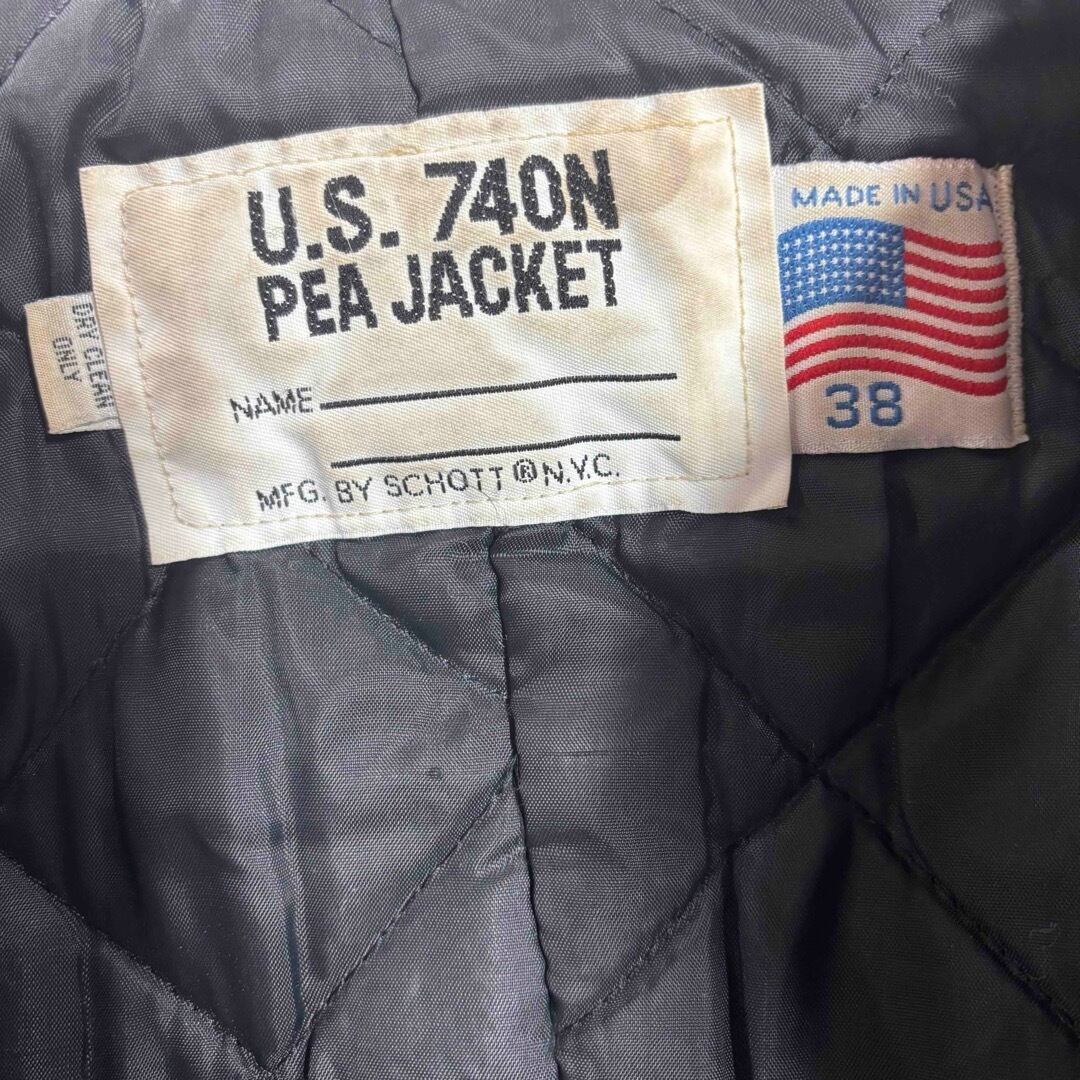 U.S. 740N
PEA JACKET
NAME
MFG. BY SCHOTT ® N.Y.C.
MADE IN USA
38
DRY CLEAN
ONLY